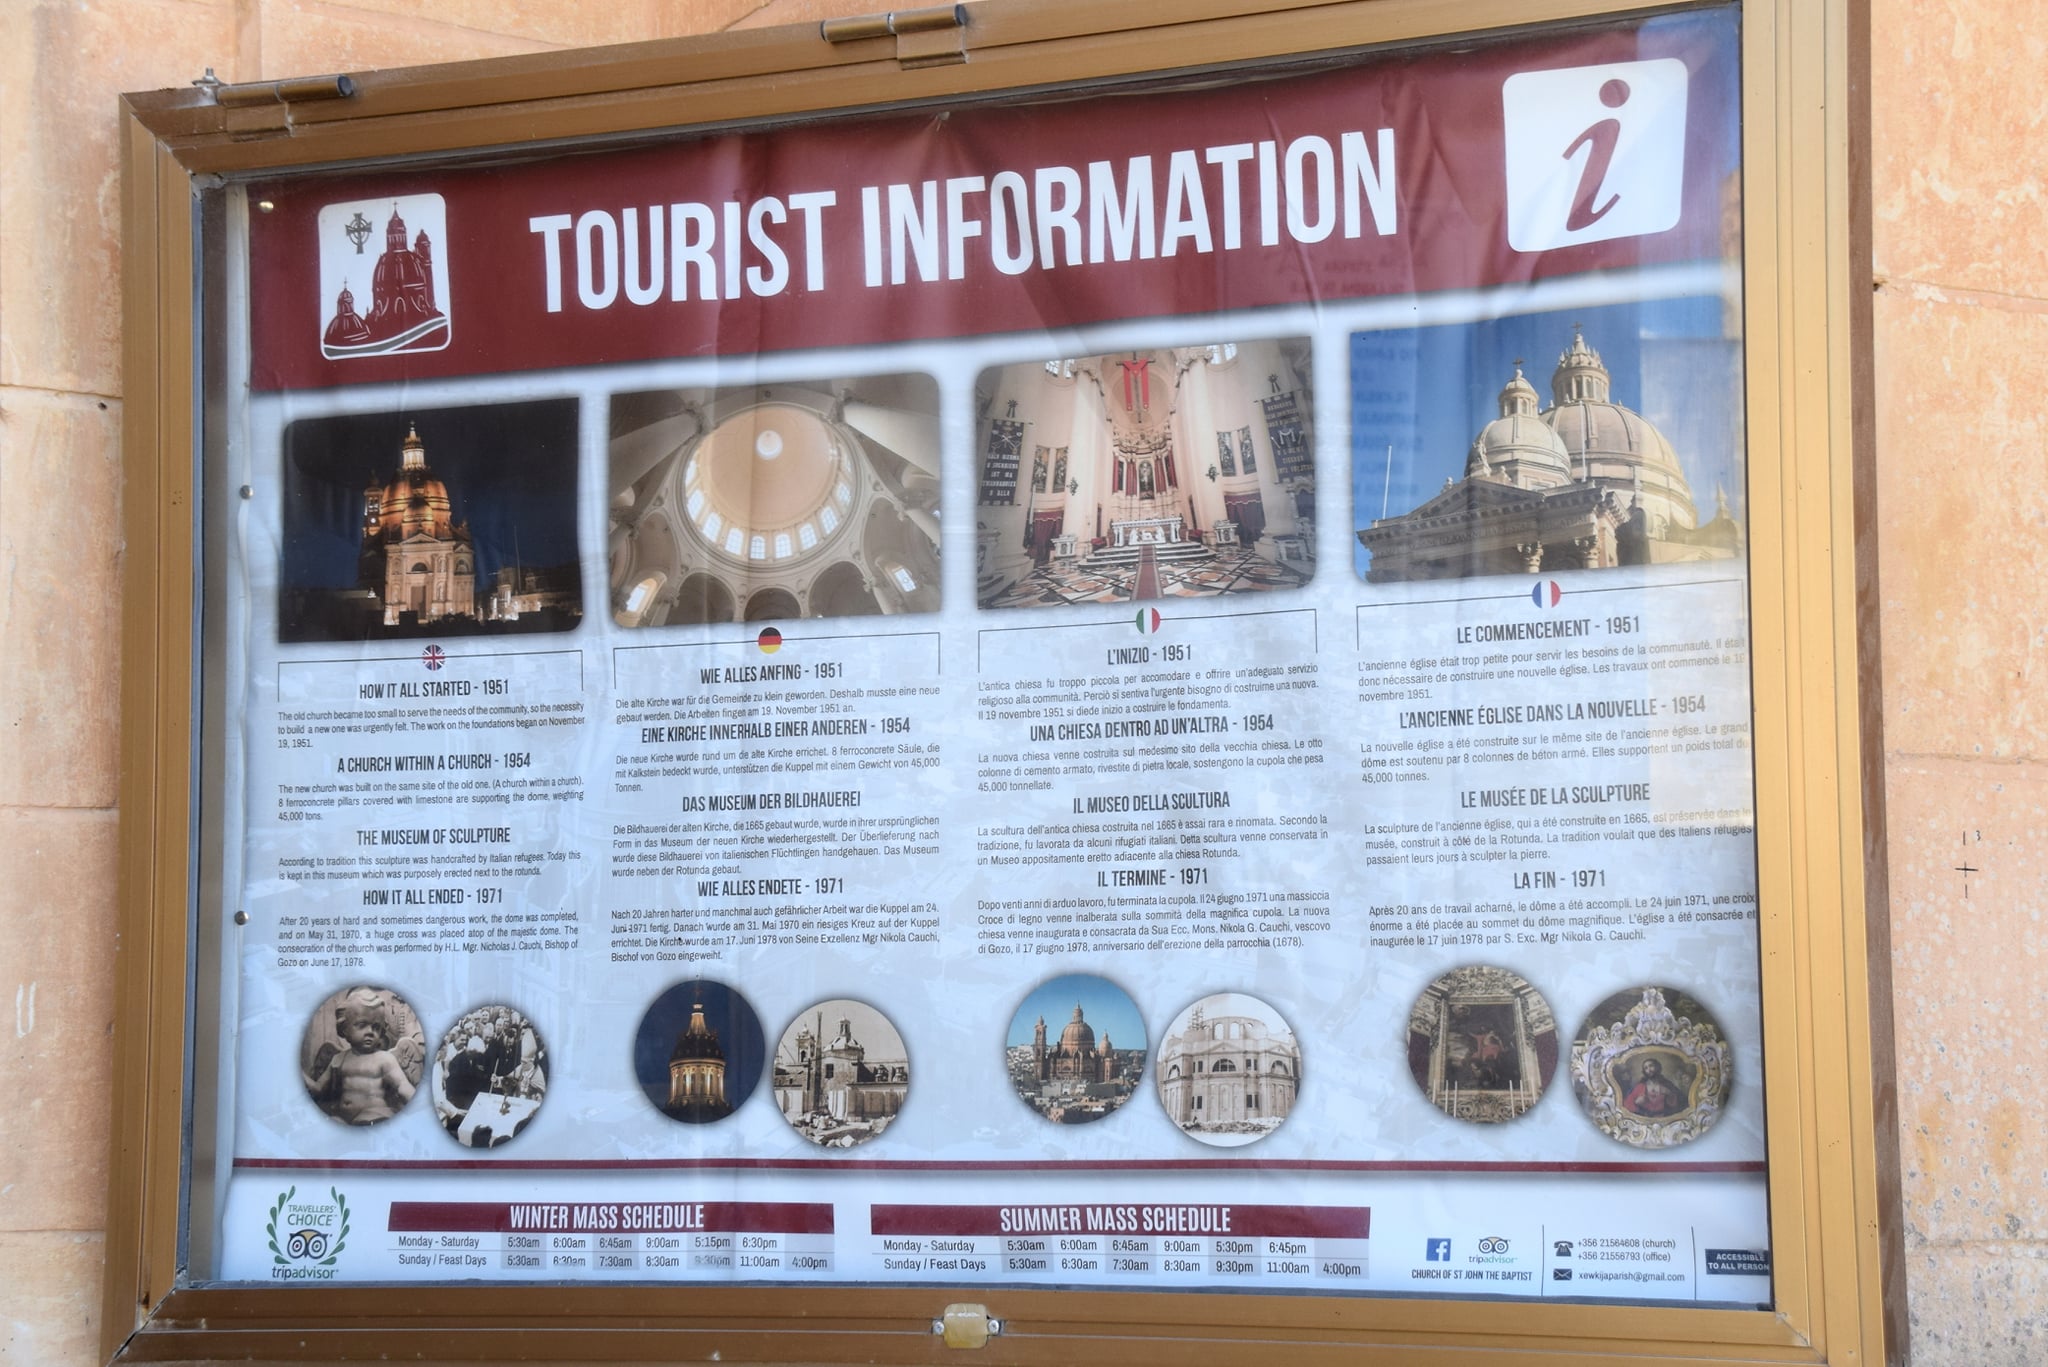 TOURIST INFORMATION
i
HOW IT ALL STARTED - 1951
The old church became too small to serve the needs of the community, so the necessity
to build a new one was urgently felt. The work on the foundations began on November
19, 1951.
A CHURCH WITHIN A CHURCH - 1954
The new church was built on the same site of the old one. (A church within a church).
8 ferroconcrete pillars covered with limestone are supporting the dome, weighting
45,000 tons.
THE MUSEUM OF SCULPTURE
According to tradition this sculpture was handcrafted by Italian refugees. Today this
is kept in this museum which was purposely erected next to the rotunda.
HOW IT ALL ENDED - 1971
After 20 years of hard and sometimes dangerous work, the dome was completed,
and on May 31, 1970, a huge cross was placed atop of the majestic dome. The
consecration of the church was performed by H.L. Mgr. Nicholas J. Cauchi, Bishop of
Gozo on June 17, 1978.
WIE ALLES ANFING - 1951
Die alte Kirche war für die Gemeinde zu klein geworden. Deshalb musste eine neue
gebaut werden. Die Arbeiten fingen am 19. November 1951 an.
EINE KIRCHE INNERHALB EINER ANDEREN - 1954
Die neue Kirche wurde rund um de alte Kirche errichet. 8 ferroconcrete Säule, die
mit Kalkstein bedeckt wurde, unterstützen die Kuppel mit einem Gewicht von 45,000
Tonnen.
DAS MUSEUM DER BILDHAUEREI
Die Bildhauerei der alten Kirche, die 1665 gebaut wurde, wurde in ihrer ursprünglichen
Form in das Museum der neuen Kirche wiederhergestellt. Der Überlieferung nach
wurde diese Bildhauerei von italienischen Flüchtlingen handgehauen. Das Museum
wurde neben der Rotunda gebaut.
WIE ALLES ENDETE - 1971
Nach 20 Jahren harter und manchmal auch gefährlicher Arbeit war die Kuppel am 24.
Juni 1971 fertig. Danach wurde am 31. Mai 1970 ein riesiges Kreuz auf der Kuppel
errichtet. Die Kirche wurde am 17. Juni 1978 von Seine Exzellenz Mgr Nikola Cauchi,
Bischof von Gozo eingeweiht.
L'INIZIO - 1951
L'antica chiesa fu troppo piccola per accomodare e offrire un'adeguato servizio
religioso alla comunità. Perciò si sentiva l'urgente bisogno di costruime una nuova.
Il 19 novembre 1951 si diede inizio a costruire le fondamenta.
UNA CHIESA DENTRO AD UN'ALTRA - 1954
La nuova chiesa venne costruita sul medesimo sito della vecchia chiesa. Le otto
colonne di cemento armato, rivestite di pietra locale, sostengono la cupola che pesa
45,000 tonnellate.
IL MUSEO DELLA SCULTURA
La scultura dell'antica chiesa costruita nel 1665 è assai rara e rinomata. Secondo la
tradizione, fu lavorata da alcuni rifugiati italiani. Detta scultura venne conservata in
un Museo appositamente eretto adiacente alla chiesa Rotunda.
IL TERMINE - 1971
Dopo venti anni di arduo lavoro, fu terminata la cupola. Il 24 giugno 1971 una massiccia
Croce di legno venne inalberata sulla sommità della magnifica cupola. La nuova
chiesa venne inaugurata e consacrata da Sua Ecc. Mons. Nikola G. Cauchi, vescovo
di Gozo, il 17 giugno 1978, anniversario dell'erezione della parrocchia (1678).
LE COMMENCEMENT - 1951
L'ancienne église était trop petite pour servir les besoins de la communauté. Il était
donc nécessaire de construire une nouvelle église. Les travaux ont commencé le 19
novembre 1951.
L'ANCIENNE ÉGLISE DANS LA NOUVELLE - 1954
La nouvelle église a été construite sur le même site de l'ancienne église. Le grand
dôme est soutenu par 8 colonnes de béton armé. Elles supportent un poids total de
45,000 tonnes.
LE MUSÉE DE LA SCULPTURE
La sculpture de l'ancienne église, qui a été construite en 1665, est préservée dans le
musée, construit à côté de la Rotunda. La tradition voulait que des Italiens réfugiés
passaient leurs jours à sculpter la pierre.
LA FIN - 1971
Après 20 ans de travail acharné, le dôme a été accompli. Le 24 juin 1971, une croix
énorme a été placée au sommet du dôme magnifique. L'église a été consacrée et
inaugurée le 17 juin 1978 par S. Exc. Mgr Nikola G. Cauchi.
TRAVELLERS'
CHOICE
tripadvisor
WINTER MASS SCHEDULE
Monday - Saturday 5:30am 6:00am 6:45am 9:00am 5:15pm 6:30pm
Sunday / Feast Days 5:30am 6:30am 7:30am 8:30am 9:30pm 11:00am 4:00pm
SUMMER MASS SCHEDULE
Monday - Saturday 5:30am 6:00am 6:45am 9:00am 5:30pm 6:45pm
Sunday / Feast Days 5:30am 6:30am 7:30am 8:30am 9:30pm 11:00am 4:00pm
tripadvisor
CHURCH OF ST JOHN THE BAPTIST
+356 21564608 (church)
+356 21556793 (office)
xewkijaparish@gmail.com
ACCESSIBLE
TO ALL PERSON